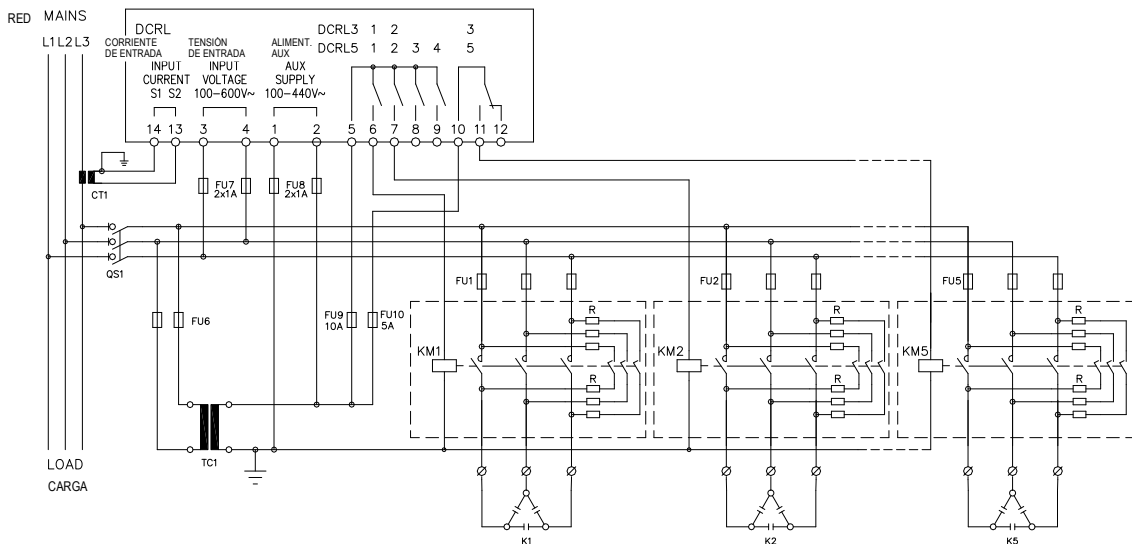 RED MAINS
L1 L2 L3
DCRL
DCRL3 1 2 3
DCRL5 1 2 3 4 5
CORRIENTE
DE ENTRADA
TENSIÓN
DE ENTRADA
ALIMENT.
AUX
INPUT
CURRENT
S1 S2
INPUT
VOLTAGE
100-600V~
AUX
SUPPLY
100-440V~
14 13 3 4 1 2 5 6 7 8 9 10 11 12
CT1
FU7
2x1A
FU8
2x1A
QS1
FU1
FU2
FU5
FU6
FU9
10A
FU10
5A
KM1
R
R
KM2
R
R
KM5
R
R
TC1
LOAD
CARGA
K1
K2
K5